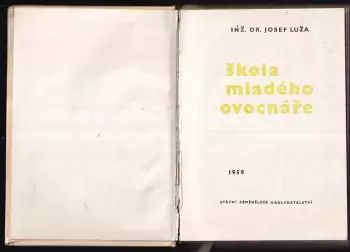 INŽ. DR. JOSEF LUŽA
škola
mladého
ovocnáře
1959
STÁTNÍ ZEMĚDĚLSKÉ NAKLADATELSTVÍ